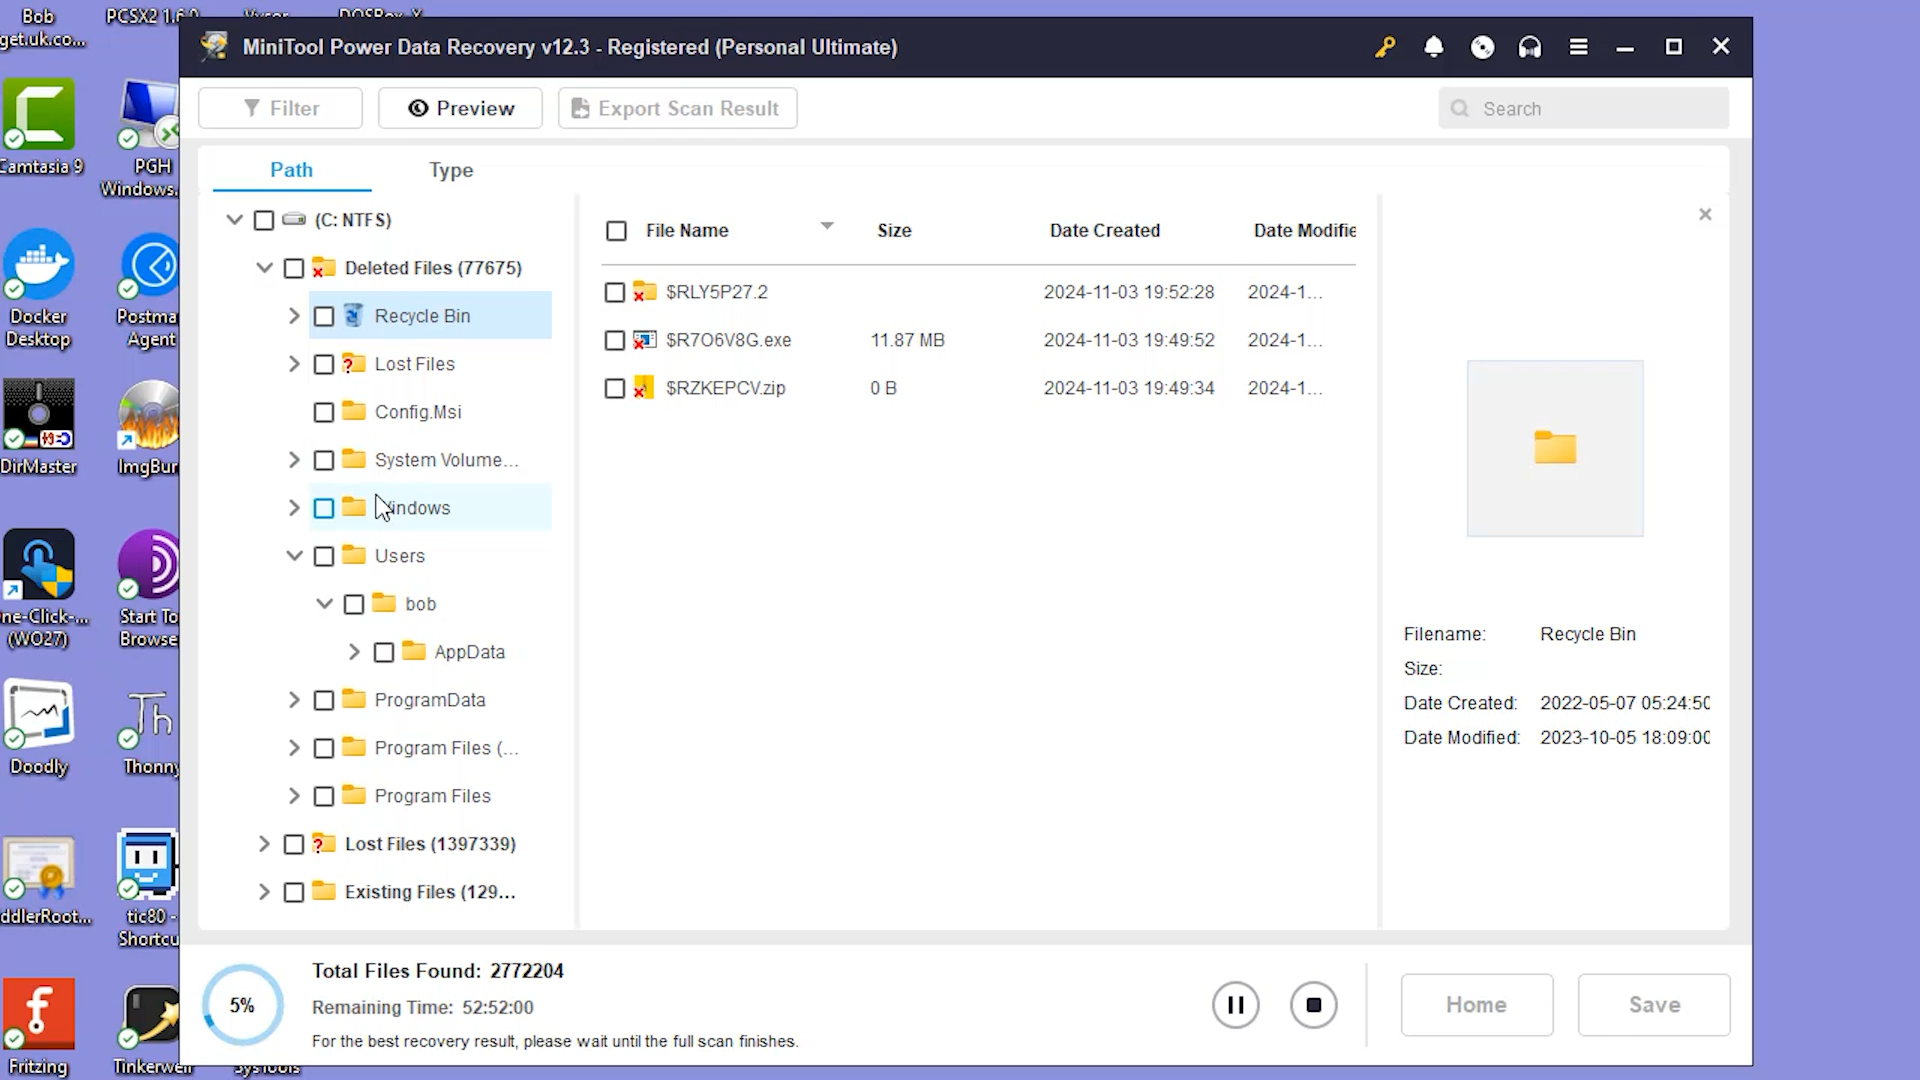 Bob
get.uk.co...
PCSX2 1.6.0
Vysor
DOSBox-X
MiniTool Power Data Recovery v12.3 - Registered (Personal Ultimate)
Filter
Preview
Export Scan Result
Search
Camtasia 9
PGH
Windows.
Docker
Desktop
Postma
Agent
DirMaster
ImgBur
ne-Click-...
(WO27)
Start To
Browse
Doodly
Thonny
ddlerRoot...
tic80 -
Shortcu
Fritzing
Tinkerwel
SysTools
Path
Type
(C: NTFS)
Deleted Files (77675)
Recycle Bin
Lost Files
Config.Msi
System Volume...
Windows
Users
bob
AppData
ProgramData
Program Files (...
Program Files
Lost Files (1397339)
Existing Files (129...
File Name Size Date Created Date Modifie
$RLY5P27.2 2024-11-03 19:52:28 2024-1...
$R7O6V8G.exe 11.87 MB 2024-11-03 19:49:52 2024-1...
$RZKEPCV.zip 0 B 2024-11-03 19:49:34 2024-1...
Filename: Recycle Bin
Size:
Date Created: 2022-05-07 05:24:50
Date Modified: 2023-10-05 18:09:00
5%
Total Files Found: 2772204
Remaining Time: 52:52:00
For the best recovery result, please wait until the full scan finishes.
Home
Save